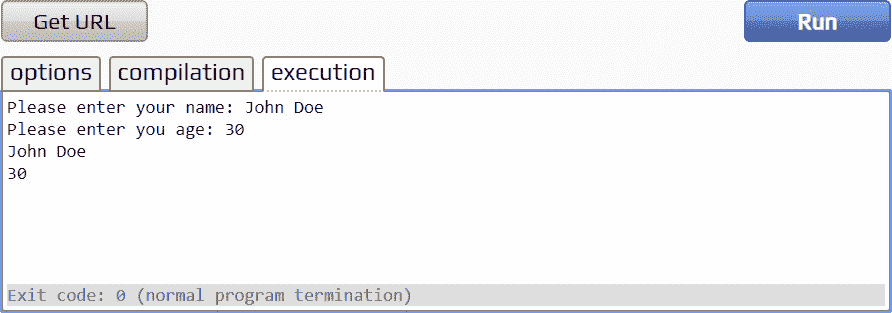 Get URL
Run
options
compilation
execution
Please enter your name: John Doe
Please enter you age: 30
John Doe
30
Exit code: 0 (normal program termination)